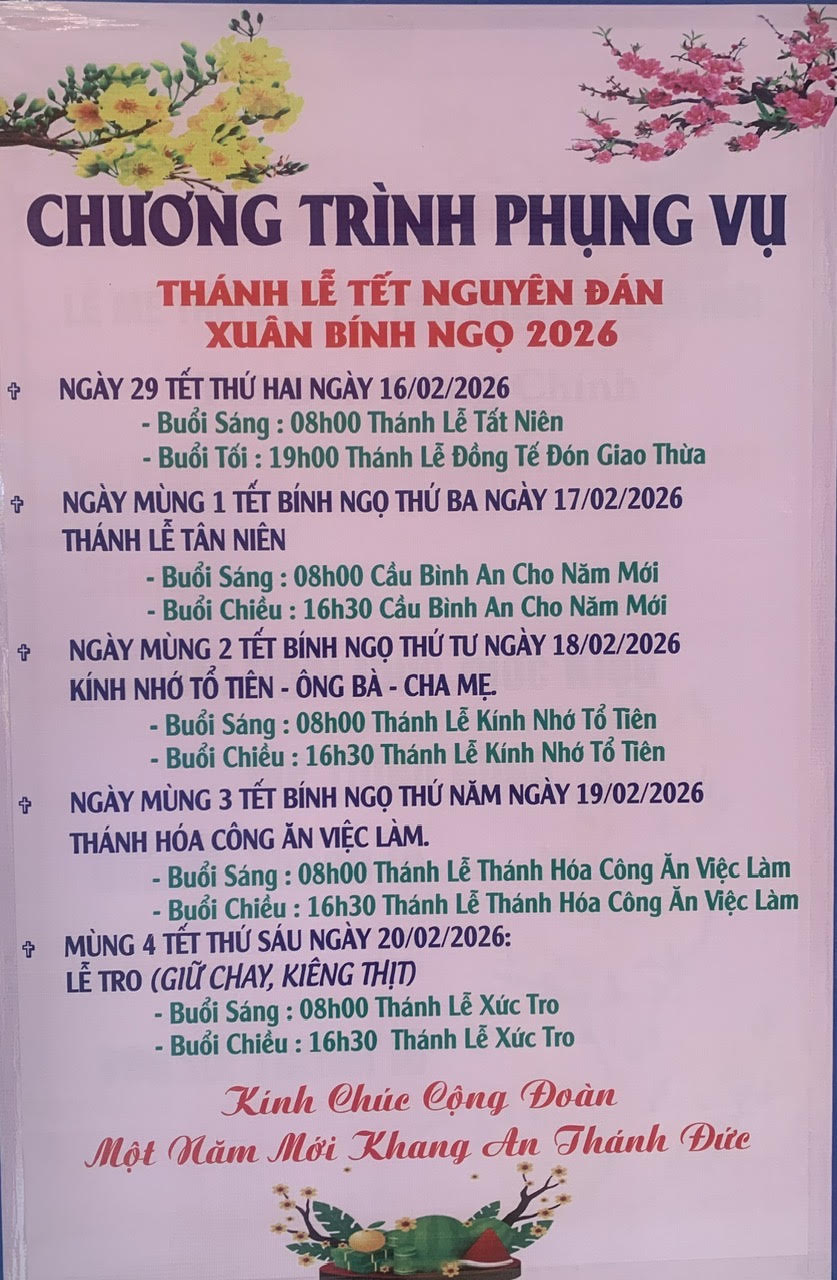 CHƯƠNG TRÌNH PHỤNG VỤ
THÁNH LỄ TẾT NGUYÊN ĐÁN
XUÂN BÍNH NGỌ 2026
NGÀY 29 TẾT THỨ HAI NGÀY 16/02/2026
- Buổi Sáng : 08h00 Thánh Lễ Tất Niên
- Buổi Tối : 19h00 Thánh Lễ Đồng Tế Đón Giao Thừa
NGÀY MÙNG 1 TẾT BÍNH NGỌ THỨ BA NGÀY 17/02/2026
THÁNH LỄ TÂN NIÊN
- Buổi Sáng : 08h00 Cầu Bình An Cho Năm Mới
- Buổi Chiều : 16h30 Cầu Bình An Cho Năm Mới
NGÀY MÙNG 2 TẾT BÍNH NGỌ THỨ TƯ NGÀY 18/02/2026
KÍNH NHỚ TỔ TIÊN - ÔNG BÀ - CHA MẸ.
- Buổi Sáng : 08h00 Thánh Lễ Kính Nhớ Tổ Tiên
- Buổi Chiều : 16h30 Thánh Lễ Kính Nhớ Tổ Tiên
NGÀY MÙNG 3 TẾT BÍNH NGỌ THỨ NĂM NGÀY 19/02/2026
THÁNH HÓA CÔNG ĂN VIỆC LÀM.
- Buổi Sáng : 08h00 Thánh Lễ Thánh Hóa Công Ăn Việc Làm
- Buổi Chiều : 16h30 Thánh Lễ Thánh Hóa Công Ăn Việc Làm
MÙNG 4 TẾT THỨ SÁU NGÀY 20/02/2026:
LỄ TRO (GIỮ CHAY, KIÊNG THỊT)
- Buổi Sáng : 08h00 Thánh Lễ Xức Tro
- Buổi Chiều : 16h30 Thánh Lễ Xức Tro
Kính Chúc Cộng Đoàn
Một Năm Mới Khang An Thánh Đức